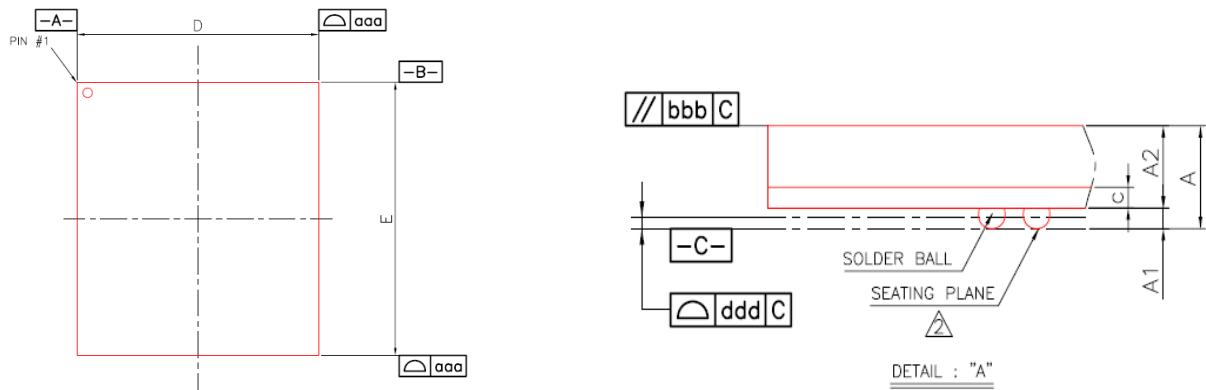 -A-
D
⌓ aaa
PIN #1
-B-
E
⌓ aaa
// bbb C
A2
A
c
-C-
SOLDER BALL
A1
SEATING PLANE
2
⌓ ddd C
DETAIL : "A"